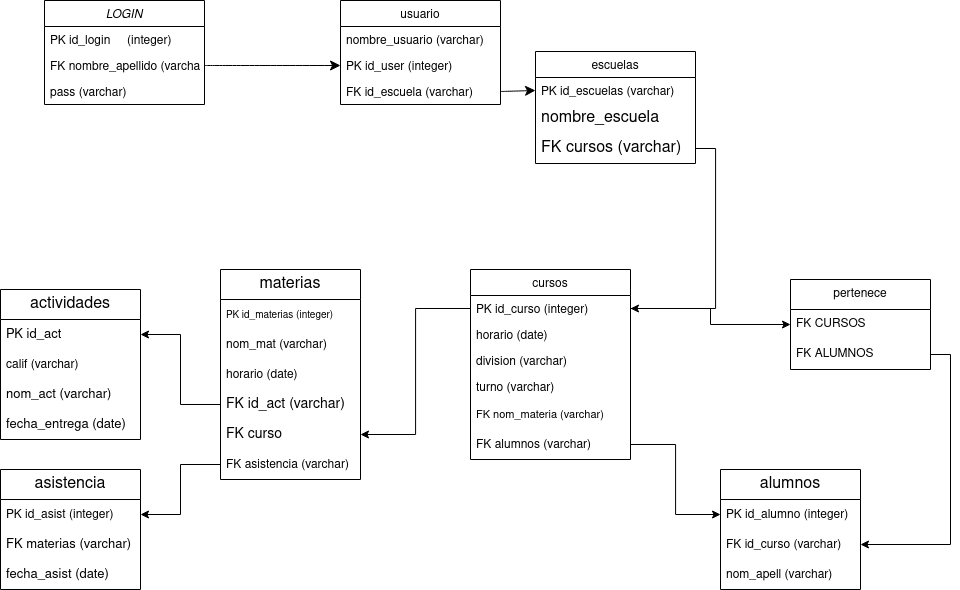 LOGIN
PK id_login (integer)
FK nombre_apellido (varcha
pass (varchar)
usuario
nombre_usuario (varchar)
PK id_user (integer)
FK id_escuela (varchar)
escuelas
PK id_escuelas (varchar)
nombre_escuela
FK cursos (varchar)
actividades
PK id_act
calif (varchar)
nom_act (varchar)
fecha_entrega (date)
materias
PK id_materias (integer)
nom_mat (varchar)
horario (date)
FK id_act (varchar)
FK curso
FK asistencia (varchar)
cursos
PK id_curso (integer)
horario (date)
division (varchar)
turno (varchar)
FK nom_materia (varchar)
FK alumnos (varchar)
pertenece
FK CURSOS
FK ALUMNOS
asistencia
PK id_asist (integer)
FK materias (varchar)
fecha_asist (date)
alumnos
PK id_alumno (integer)
FK id_curso (varchar)
nom_apell (varchar)